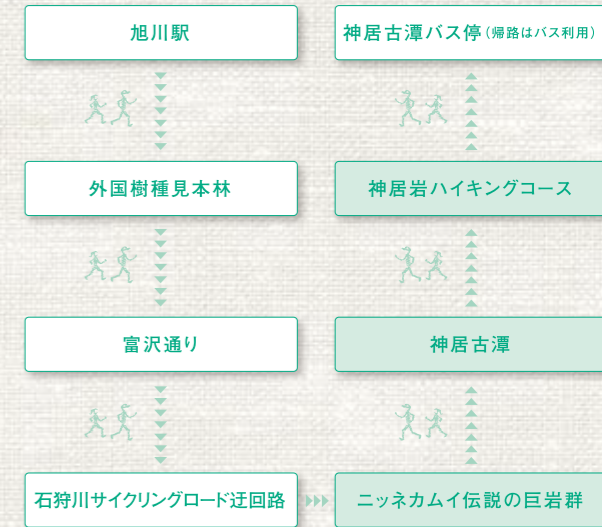 旭川駅
外国樹種見本林
富沢通り
石狩川サイクリングロード迂回路
ニッネカムイ伝説の巨岩群
神居古潭
神居岩ハイキングコース
神居古潭バス停(帰路はバス利用)